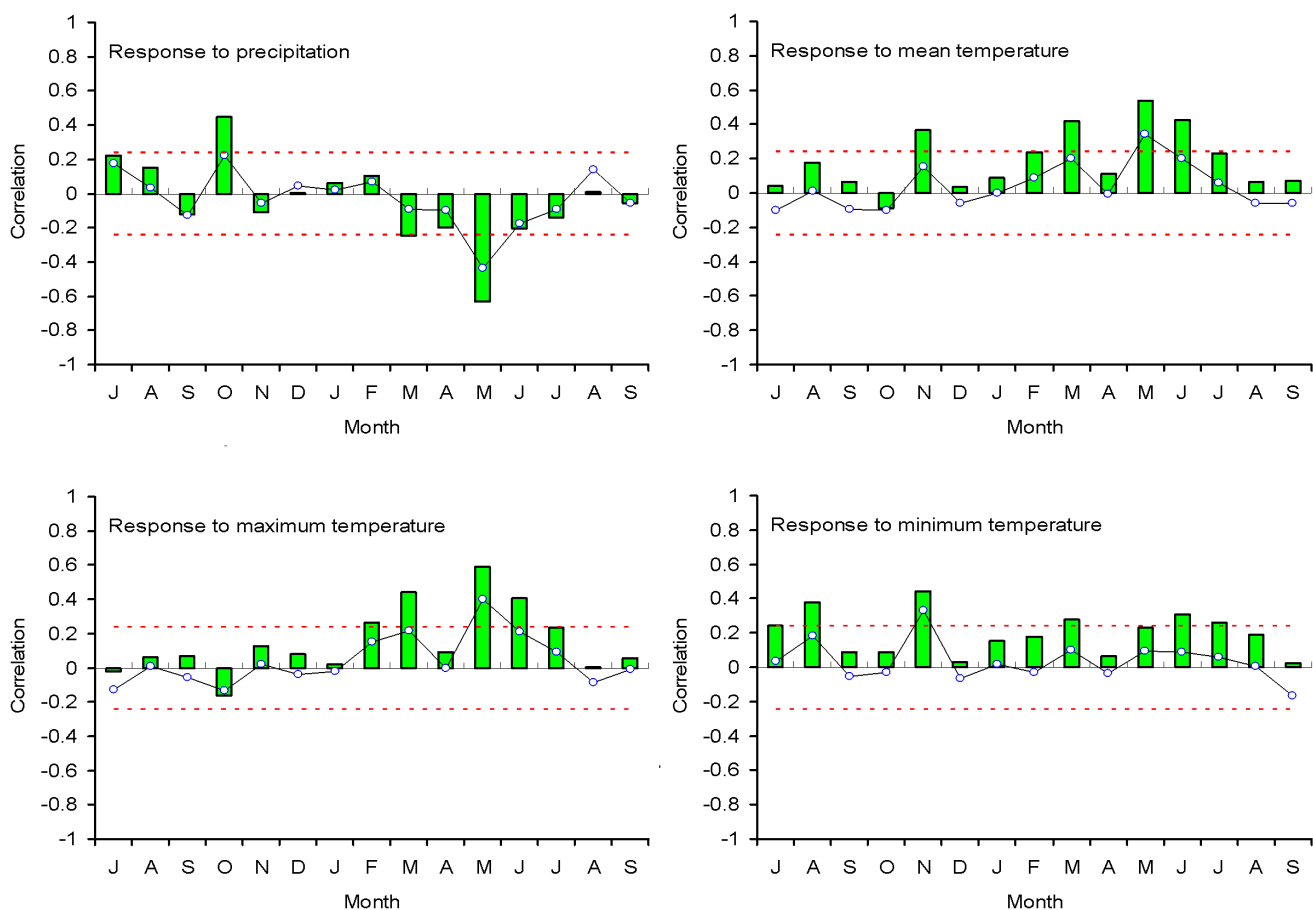 Response to precipitation
1
0.8
0.6
0.4
0.2
0
-0.2
-0.4
-0.6
-0.8
-1
Correlation
J A S O N D J F M A M J J A S
Month
Response to mean temperature
1
0.8
0.6
0.4
0.2
0
-0.2
-0.4
-0.6
-0.8
-1
Correlation
J A S O N D J F M A M J J A S
Month
Response to maximum temperature
1
0.8
0.6
0.4
0.2
0
-0.2
-0.4
-0.6
-0.8
-1
Correlation
J A S O N D J F M A M J J A S
Month
Response to minimum temperature
1
0.8
0.6
0.4
0.2
0
-0.2
-0.4
-0.6
-0.8
-1
Correlation
J A S O N D J F M A M J J A S
Month